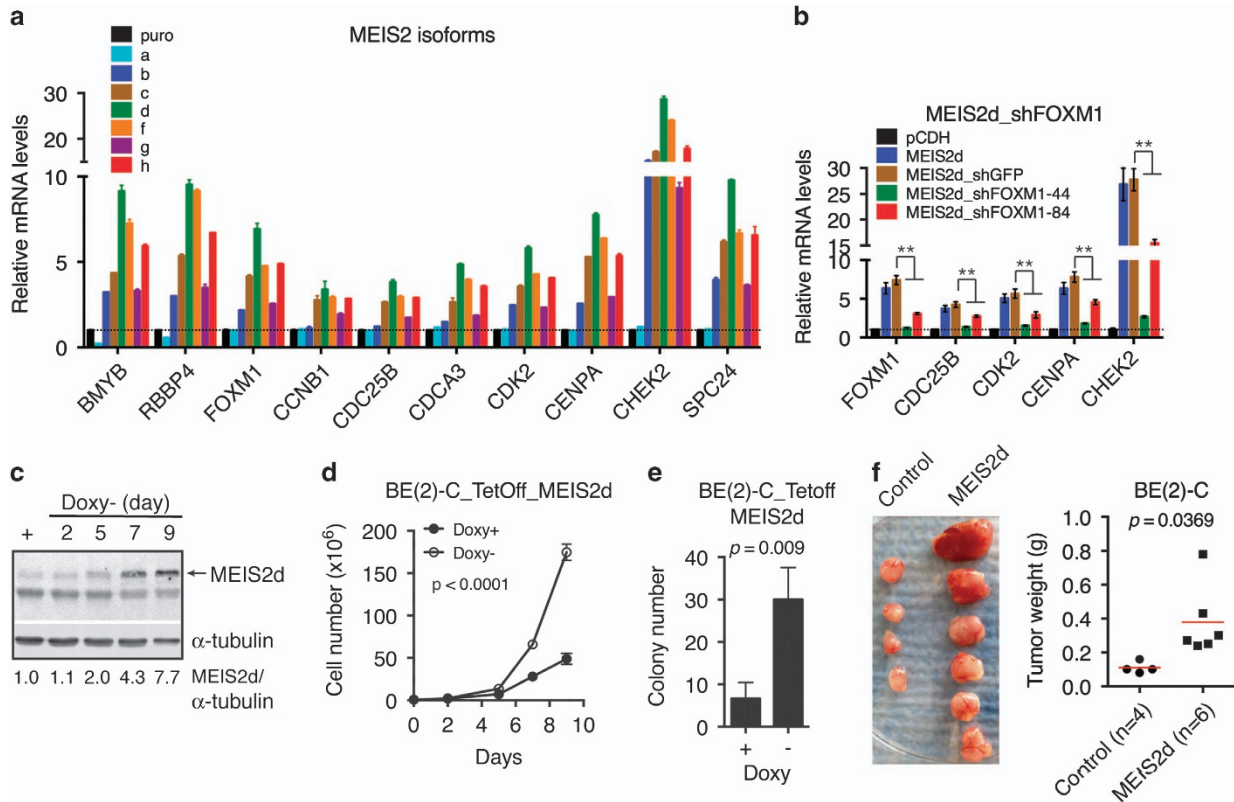 a
MEIS2 isoforms
puro
a
b
c
d
f
g
h
Relative mRNA levels
30
20
10
5
0
BMYB
RBBP4
FOXM1
CCNB1
CDC25B
CDCA3
CDK2
CENPA
CHEK2
SPC24
b
MEIS2d_shFOXM1
pCDH
MEIS2d
MEIS2d_shGFP
MEIS2d_shFOXM1-44
MEIS2d_shFOXM1-84
Relative mRNA levels
30
25
20
15
10
5
0
**
**
**
**
**
FOXM1
CDC25B
CDK2
CENPA
CHEK2
c
Doxy- (day)
+ 2 5 7 9
MEIS2d
α-tubulin
1.0 1.1 2.0 4.3 7.7 MEIS2d/
α-tubulin
d
BE(2)-C_TetOff_MEIS2d
Doxy+
Doxy-
p < 0.0001
Cell number (x10⁶)
200
150
100
50
0
0 2 4 6 8 10
Days
e
BE(2)-C_Tetoff
MEIS2d
p = 0.009
Colony number
40
30
20
10
0
+ -
Doxy
f
Control
MEIS2d
BE(2)-C
p = 0.0369
Tumor weight (g)
1.0
0.8
0.6
0.4
0.2
0.0
Control (n=4)
MEIS2d (n=6)